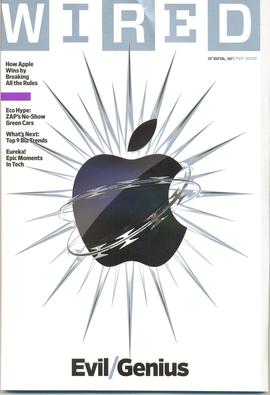 WIRED
How Apple
Wins by
Breaking
All the Rules
Eco Hype:
ZAP's No-Show
Green Cars
What's Next:
Top 9 Biz Trends
Eureka!
Epic Moments
In Tech
Evil/Genius